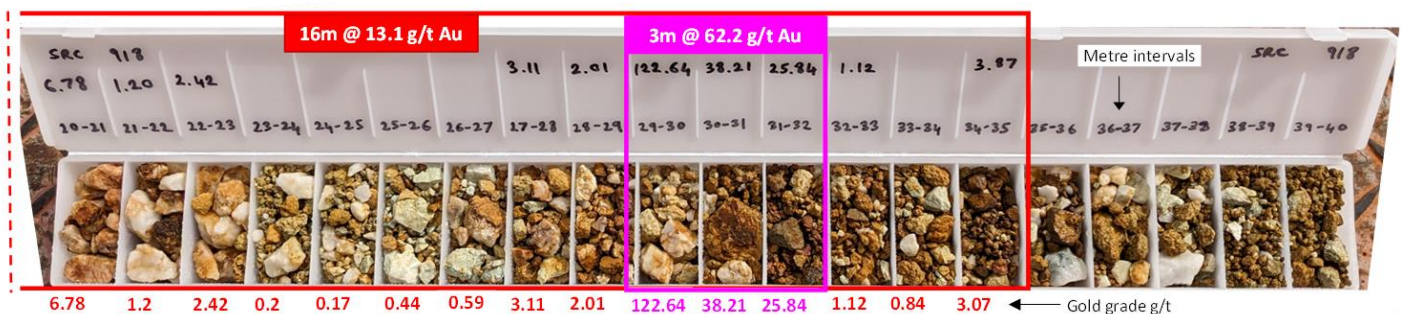 16m @ 13.1 g/t Au
3m @ 62.2 g/t Au
SRC 918
3.11 2.01 122.64 38.21 25.84 1.12 3.87
Metre intervals
SRC 918
6.78 1.20 2.42
20-21 21-22 22-23 23-24 24-25 25-26 26-27 27-28 28-29 29-30 30-31 31-32 32-33 33-34 34-35 35-36 36-37 37-38 38-39 39-40
6.78 1.2 2.42 0.2 0.17 0.44 0.59 3.11 2.01 122.64 38.21 25.84 1.12 0.84 3.07
Gold grade g/t